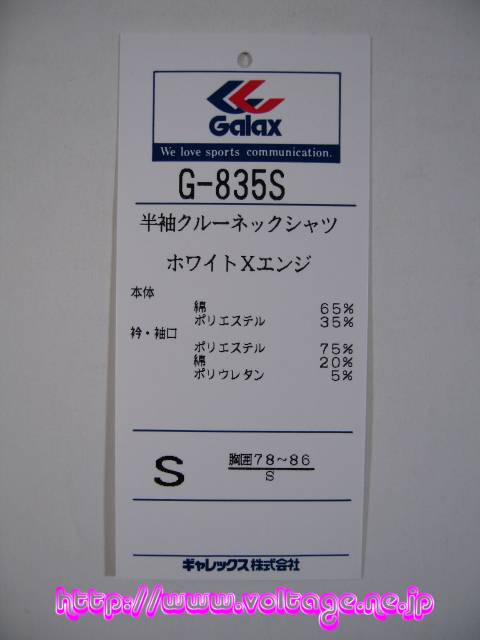 Galax
We love sports communication.
G-835S
半袖クルーネックシャツ
ホワイトXエンジ
本体
綿 65%
ポリエステル 35%
衿・袖口
ポリエステル 75%
綿 20%
ポリウレタン 5%
S
胸囲78~86
S
ギャレックス株式会社
http://www.voltage.ne.jp